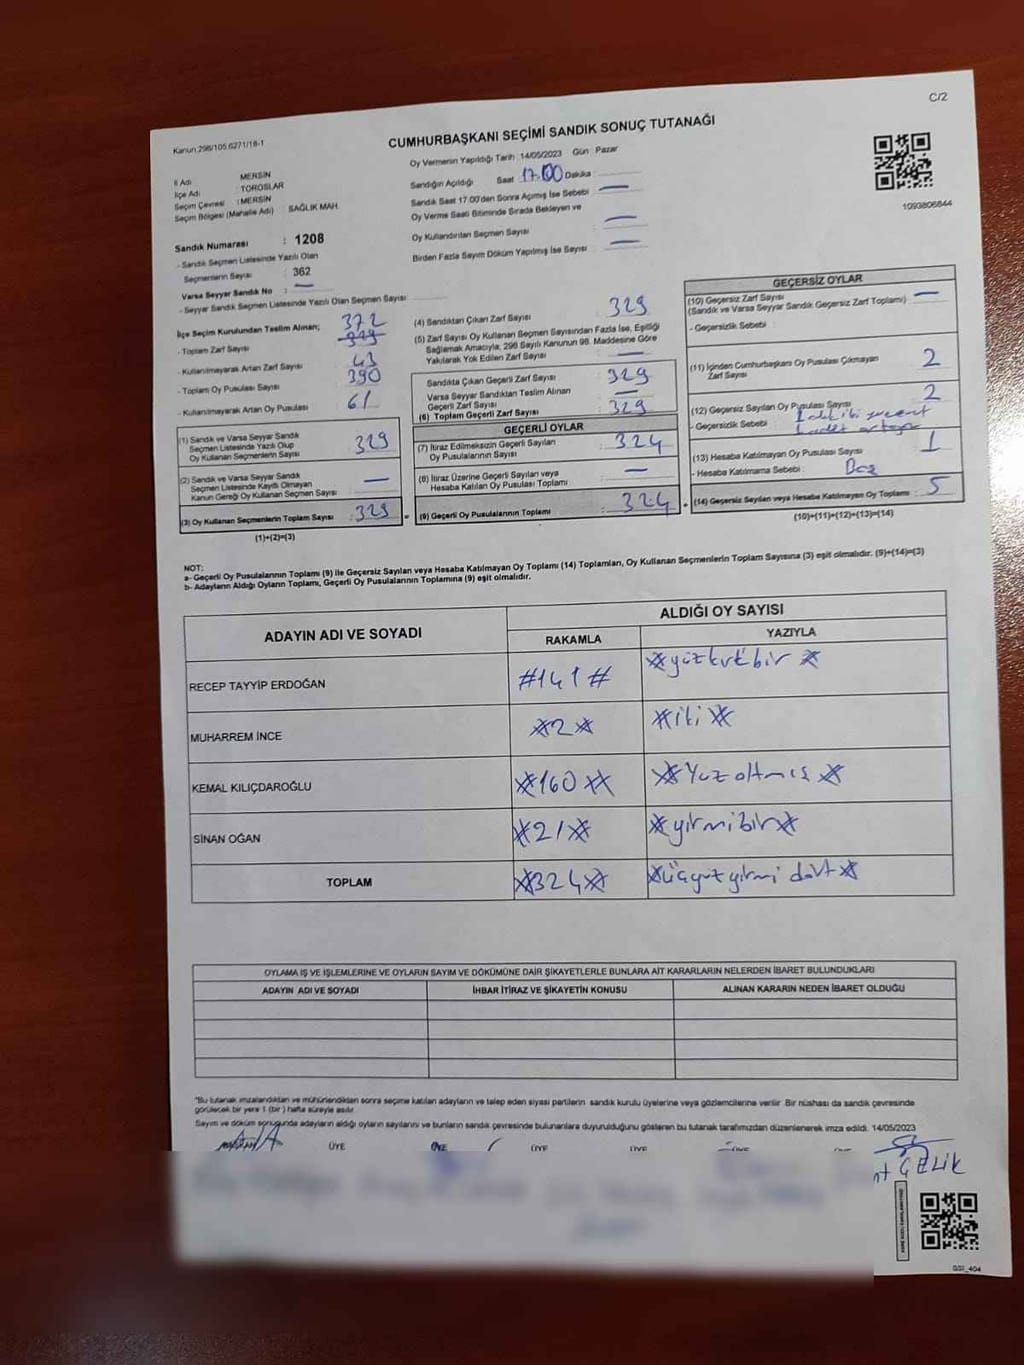 C/2
Kanun:298/105,6271/18-1
CUMHURBAŞKANI SEÇİMİ SANDIK SONUÇ TUTANAĞI
İl Adı MERSİN
İlçe Adı TOROSLAR
Seçim Çevresi : MERSİN
Seçim Bölgesi (Mahalle Adı) SAĞLIK MAH.
Sandık Numarası : 1208
- Sandık Seçmen Listesinde Yazılı Olan
Seçmenlerin Sayısı : 362
Varsa Seyyar Sandık No :
- Seyyar Sandık Seçmen Listesinde Yazılı Olan Seçmen Sayısı:
Oy Vermenin Yapıldığı Tarih : 14/05/2023 Gün : Pazar
Sandığın Açıldığı Saat 17.00 Dakika :
Sandık Saat 17.00'den Sonra Açılmış İse Sebebi
Oy Verme Saati Bitiminde Sırada Bekleyen ve
Oy Kullandırılan Seçmen Sayısı :
Birden Fazla Sayım Döküm Yapılmış İse Sayısı :
1093806844
İlçe Seçim Kurulundan Teslim Alınan; 372
- Toplam Zarf Sayısı 329
- Kullanılmayarak Artan Zarf Sayısı : 43
- Toplam Oy Pusulası Sayısı 390
- Kullanılmayarak Artan Oy Pusulası : 61
(1) Sandık ve Varsa Seyyar Sandık
Seçmen Listesinde Yazılı Olup
Oy Kullanan Seçmenlerin Sayısı : 329
(2) Sandık ve Varsa Seyyar Sandık
Seçmen Listesinde Kayıtlı Olmayan
Kanun Gereği Oy Kullanan Seçmen Sayısı : —
(3) Oy Kullanan Seçmenlerin Toplam Sayısı : 329
(1)+(2)=(3)
(4) Sandıktan Çıkan Zarf Sayısı : 329
(5) Zarf Sayısı Oy Kullanan Seçmen Sayısından Fazla İse, Eşitliği
Sağlamak Amacıyla; 298 Sayılı Kanunun 98. Maddesine Göre
Yakılarak Yok Edilen Zarf Sayısı : —
Sandıkta Çıkan Geçerli Zarf Sayısı : 329
Varsa Seyyar Sandıktan Teslim Alınan
Geçerli Zarf Sayısı :
(6) Toplam Geçerli Zarf Sayısı : 329
GEÇERLİ OYLAR
(7) İtiraz Edilmeksizin Geçerli Sayılan
Oy Pusulasının Sayısı : 324
(8) İtiraz Üzerine Geçerli Sayılan veya
Hesaba Katılan Oy Pusulası Toplamı : —
(9) Geçerli Oy Pusulalarının Toplamı : 324
GEÇERSİZ OYLAR
(10) Geçersiz Zarf Sayısı : —
(Sandık ve Varsa Seyyar Sandık Geçersiz Zarf Toplamı)
- Geçersizlik Sebebi :
(11) İçinden Cumhurbaşkanı Oy Pusulası Çıkmayan
Zarf Sayısı : 2
(12) Geçersiz Sayılan Oy Pusulası Sayısı : 2
- Geçersizlik Sebebi
(13) Hesaba Katılmayan Oy Pusulası Sayısı : 1
- Hesaba Katılmama Sebebi : Boş
(14) Geçersiz Sayılan veya Hesaba Katılmayan Oy Toplamı : 5
(10)+(11)+(12)+(13)=(14)
NOT:
a- Geçerli Oy Pusulalarının Toplamı (9) ile Geçersiz Sayılan veya Hesaba Katılmayan Oy Toplamı (14) Toplamları, Oy Kullanan Seçmenlerin Toplam Sayısına (3) eşit olmalıdır. (9)+(14)=(3)
b- Adayların Aldığı Oyların Toplamı, Geçerli Oy Pusulalarının Toplamına (9) eşit olmalıdır.
ADAYIN ADI VE SOYADI
ALDIĞI OY SAYISI
RAKAMLA YAZIYLA
RECEP TAYYİP ERDOĞAN #141# yüzkırkbir
MUHARREM İNCE 2 iki
KEMAL KILIÇDAROĞLU 160 Yüz altmış
SİNAN OĞAN 21 yirmibir
TOPLAM 324 üçyüzyirmi dört
OYLAMA İŞ VE İŞLEMLERİNE VE OYLARIN SAYIM VE DÖKÜMÜNE DAİR ŞİKAYETLERLE BUNLARA AİT KARARLARIN NELERDEN İBARET BULUNDUKLARI
ADAYIN ADI VE SOYADI İHBAR İTİRAZ VE ŞİKAYETİN KONUSU ALINAN KARARIN NEDEN İBARET OLDUĞU
"Bu tutanak imzalandıktan ve mühürlendikten sonra seçime katılan adayların ve talep eden siyasi partilerin sandık kurulu üyelerine veya gözlemcilerine verilir. Bir nüshası da sandık çevresinde
görülecek bir yere 1 (bir) hafta süreyle asılır.
Sayım ve döküm sonucunda adayların aldığı oyların sayılarını ve bunların sandık çevresinde bulunanlara duyurulduğunu gösteren bu tutanak tarafımızdan düzenlenerek imza edildi. 14/05/2023
ÜYE ÜYE ÜYE ÜYE ÜYE
ÇELİK
SSI_404